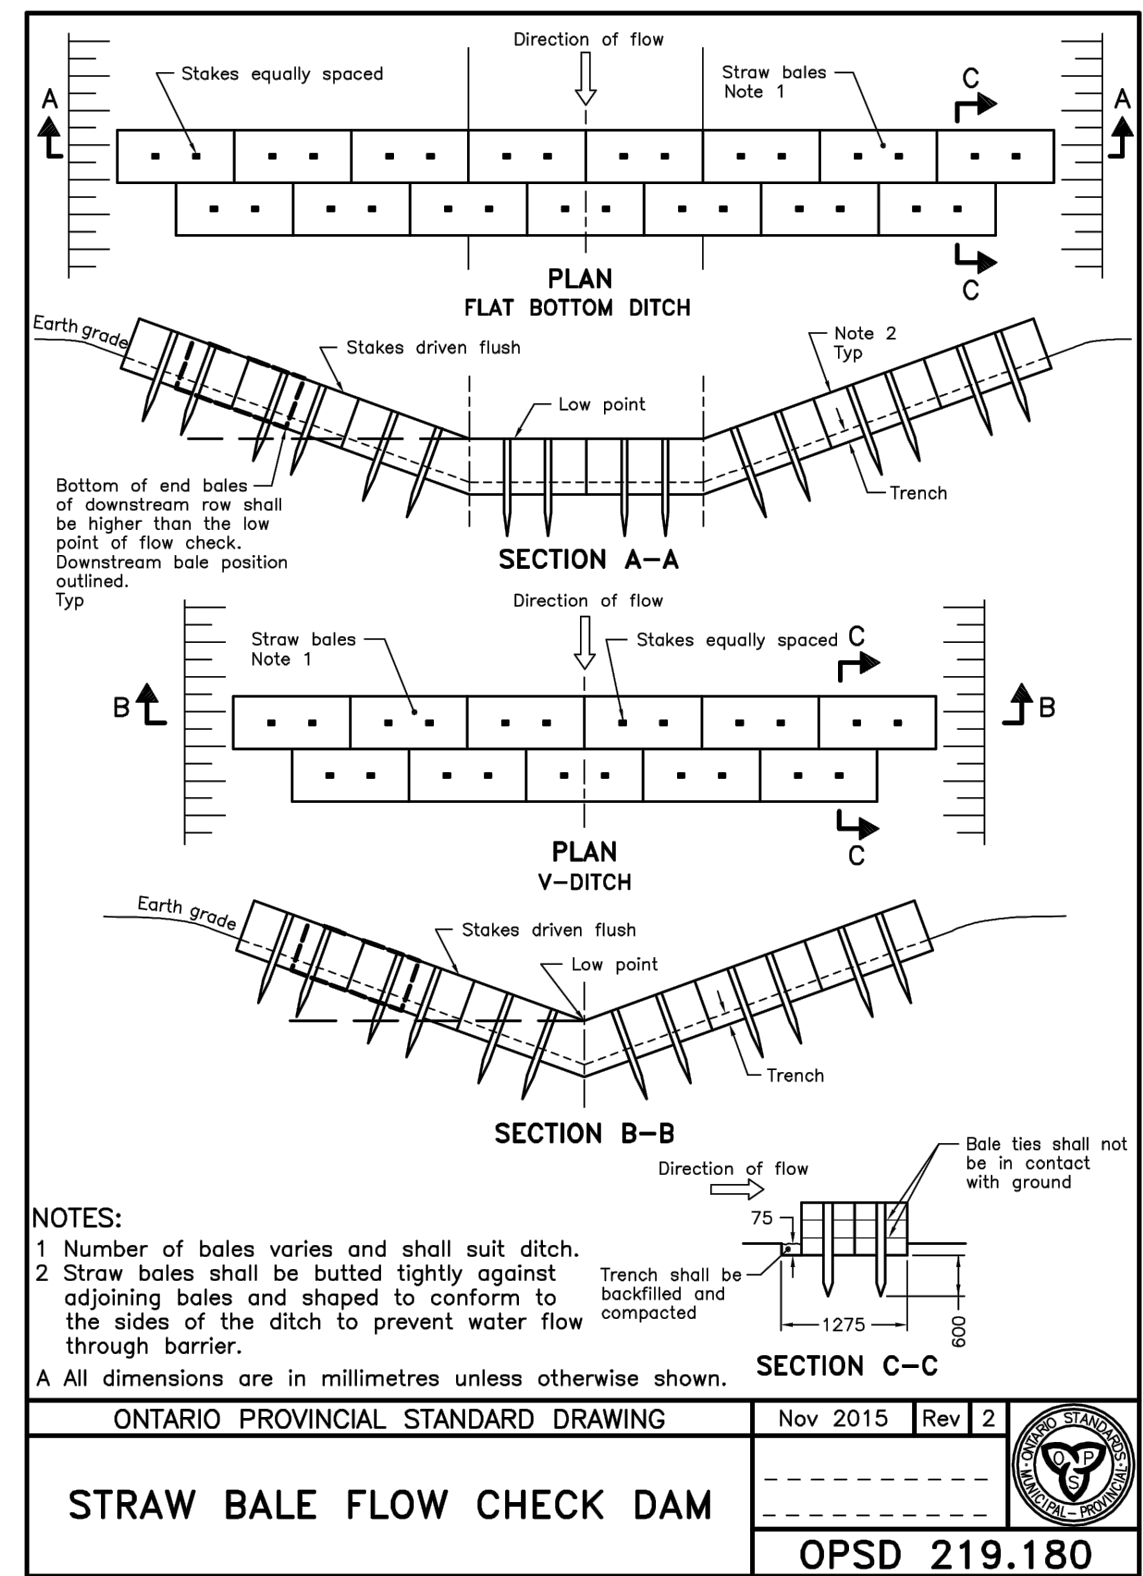 Direction of flow
Stakes equally spaced
Straw bales
Note 1
C
A
A
C
PLAN
FLAT BOTTOM DITCH
Earth grade
Stakes driven flush
Note 2
Typ
Low point
Trench
Bottom of end bales
of downstream row shall
be higher than the low
point of flow check.
Downstream bale position
outlined.
Typ
SECTION A-A
Direction of flow
Straw bales
Note 1
Stakes equally spaced
C
B
B
C
PLAN
V-DITCH
Earth grade
Stakes driven flush
Low point
Trench
SECTION B-B
Direction of flow
Bale ties shall not
be in contact
with ground
75
Trench shall be
backfilled and
compacted
1275
600
SECTION C-C
NOTES:
1 Number of bales varies and shall suit ditch.
2 Straw bales shall be butted tightly against
adjoining bales and shaped to conform to
the sides of the ditch to prevent water flow
through barrier.
A All dimensions are in millimetres unless otherwise shown.
ONTARIO PROVINCIAL STANDARD DRAWING
Nov 2015
Rev
2
STRAW BALE FLOW CHECK DAM
ONTARIO STANDARDS
MUNICIPAL-PROVINCIAL
O P
S
OPSD 219.180